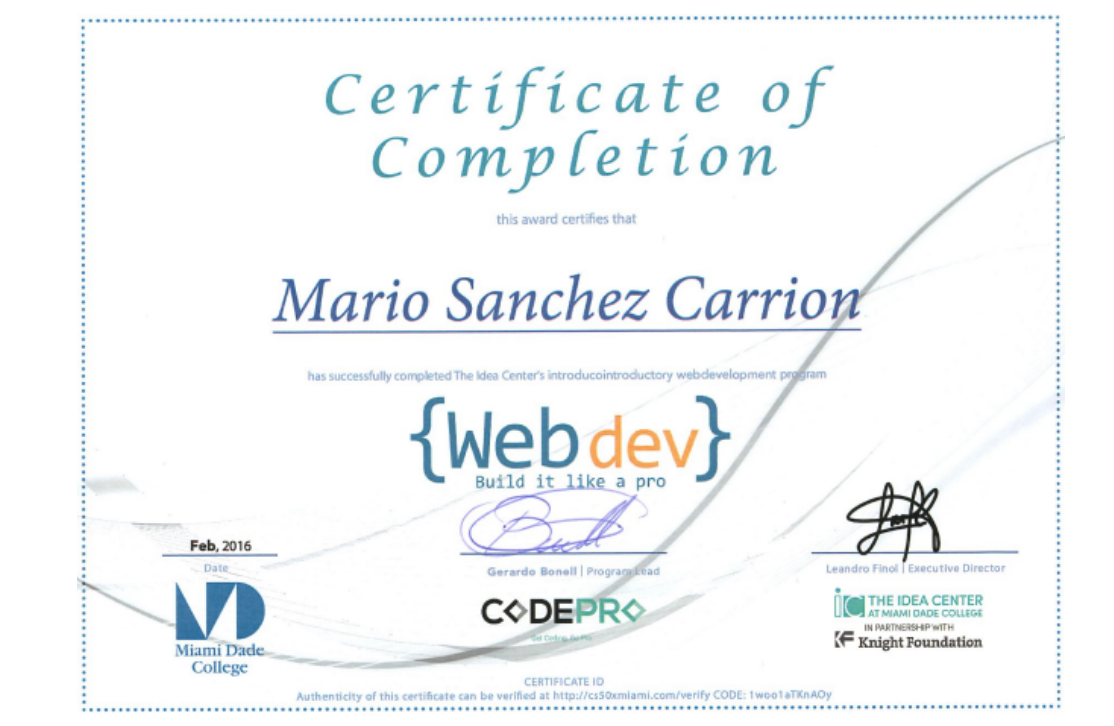 Certificate of
Completion
this award certifies that
Mario Sanchez Carrion
has successfully completed The Idea Center's introducointroductory webdevelopment program
{Web dev}
Build it like a pro
Feb, 2016
Date
Gerardo Bonell | Program Lead
Leandro Finol | Executive Director
Miami Dade
College
CODEPRO
Get Coding. Go Pro.
ic THE IDEA CENTER
AT MIAMI DADE COLLEGE
IN PARTNERSHIP WITH
KF Knight Foundation
CERTIFICATE ID
Authenticity of this certificate can be verified at http://cs50xmiami.com/verify CODE: 1woo1aTKnAOy